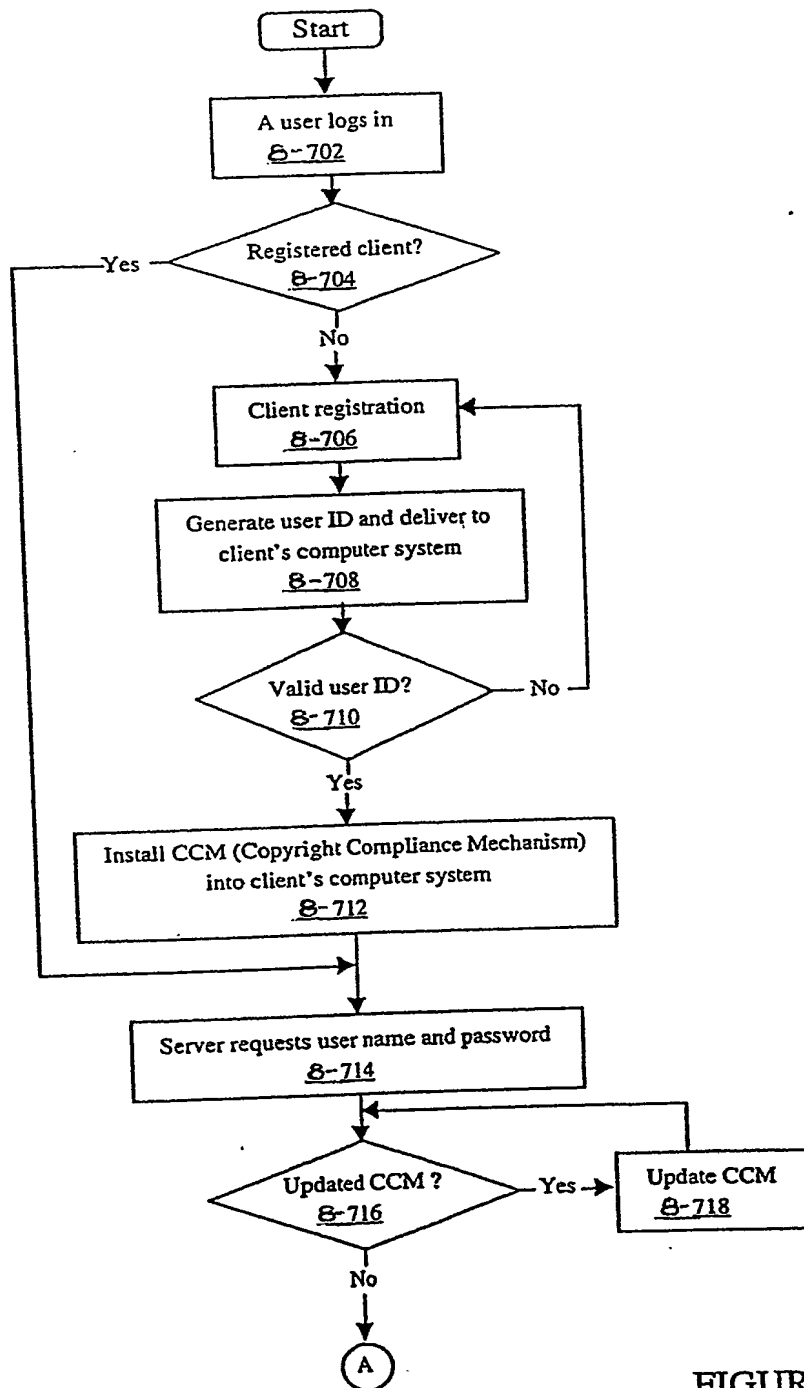 Start
A user logs in
8-702
Registered client?
8-704
Yes
No
Client registration
8-706
Generate user ID and deliver to
client's computer system
8-708
Valid user ID?
8-710
No
Yes
Install CCM (Copyright Compliance Mechanism)
into client's computer system
8-712
Server requests user name and password
8-714
Updated CCM ?
8-716
Yes
Update CCM
8-718
No
A